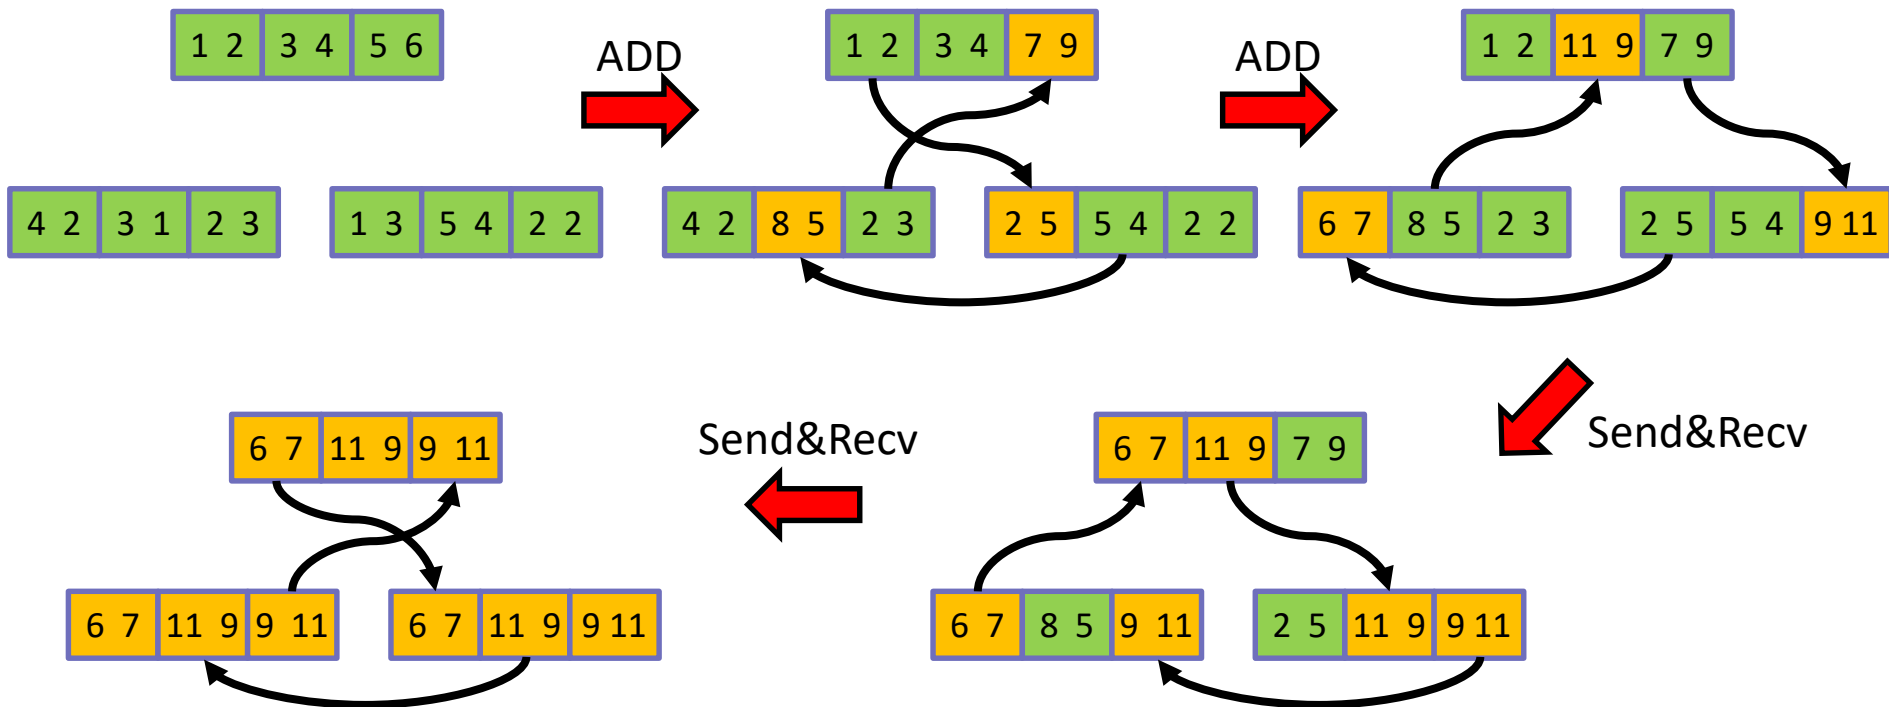 1 2 3 4 5 6
ADD
1 2 3 4 7 9
ADD
1 2 11 9 7 9
4 2 3 1 2 3
1 3 5 4 2 2
4 2 8 5 2 3
2 5 5 4 2 2
6 7 8 5 2 3
2 5 5 4 9 11
Send&Recv
6 7 11 9 9 11
Send&Recv
6 7 11 9 7 9
6 7 11 9 9 11
6 7 11 9 9 11
6 7 8 5 9 11
2 5 11 9 9 11